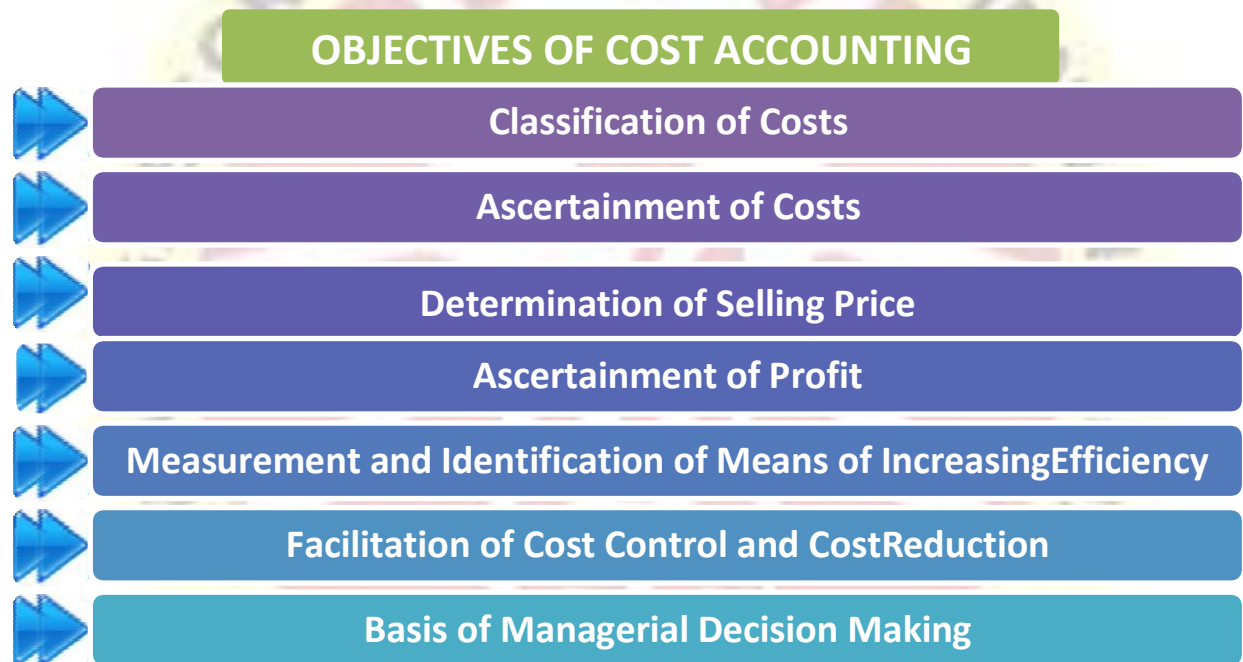 OBJECTIVES OF COST ACCOUNTING
Classification of Costs
Ascertainment of Costs
Determination of Selling Price
Ascertainment of Profit
Measurement and Identification of Means of IncreasingEfficiency
Facilitation of Cost Control and CostReduction
Basis of Managerial Decision Making